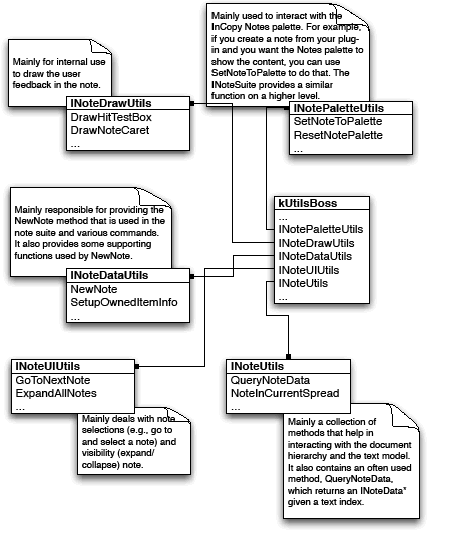 Mainly used to interact with the
InCopy Notes palette. For example,
if you create a note from your plug-
in and you want the Notes palette to
show the content, you can use
SetNoteToPalette to do that. The
INoteSuite provides a similar
function on a higher level.
Mainly for internal use
to draw the user
feedback in the note.
INoteDrawUtils
DrawHitTestBox
DrawNoteCaret
...
INotePaletteUtils
SetNoteToPalette
ResetNotePalette
...
Mainly responsible for providing the
NewNote method that is used in the
note suite and various commands.
It also provides some supporting
functions used by NewNote.
kUtilsBoss
...
INotePaletteUtils
INoteDrawUtils
INoteDataUtils
INoteUIUtils
INoteUtils
...
INoteDataUtils
NewNote
SetupOwnedItemInfo
...
INoteUIUtils
GoToNextNote
ExpandAllNotes
...
Mainly deals with note
selections (e.g., go to
and select a note) and
visibility (expand/
collapse) note.
INoteUtils
QueryNoteData
NoteInCurrentSpread
...
Mainly a collection of
methods that help in
interacting with the document
hierarchy and the text model.
It also contains an often used
method, QueryNoteData,
which returns an INoteData*
given a text index.